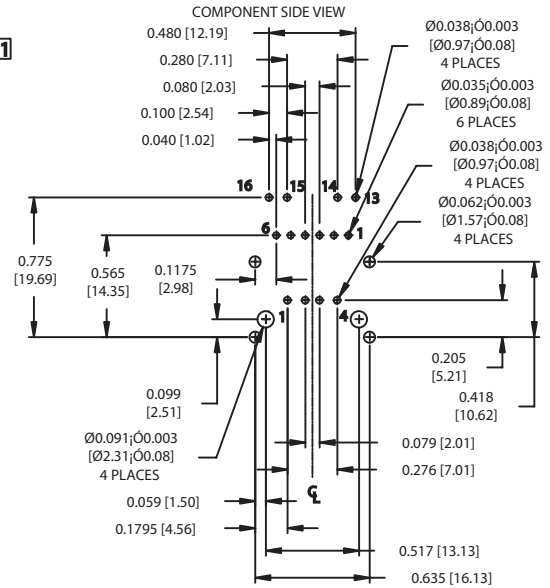 COMPONENT SIDE VIEW
1
0.480 [12.19]
0.280 [7.11]
0.080 [2.03]
0.100 [2.54]
0.040 [1.02]
Ø0.038¡Ó0.003
[Ø0.97¡Ó0.08]
4 PLACES
Ø0.035¡Ó0.003
[Ø0.89¡Ó0.08]
6 PLACES
Ø0.038¡Ó0.003
[Ø0.97¡Ó0.08]
4 PLACES
Ø0.062¡Ó0.003
[Ø1.57¡Ó0.08]
4 PLACES
16 15 14 13
6 1
0.775
[19.69]
0.565
[14.35]
0.1175
[2.98]
1 4
0.205
[5.21]
0.418
[10.62]
0.099
[2.51]
Ø0.091¡Ó0.003
[Ø2.31¡Ó0.08]
4 PLACES
0.079 [2.01]
0.276 [7.01]
℄
0.059 [1.50]
0.1795 [4.56]
0.517 [13.13]
0.635 [16.13]